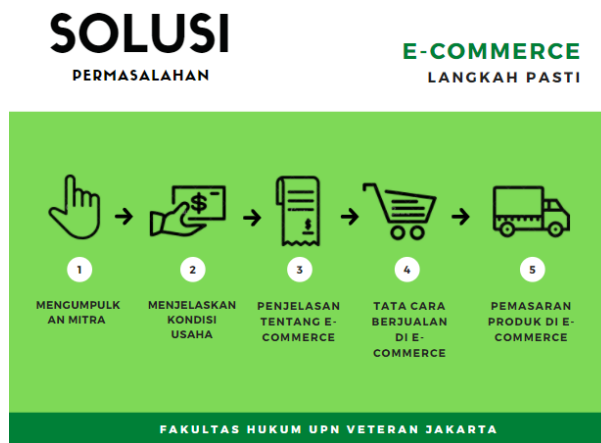 SOLUSI
PERMASALAHAN
E-COMMERCE
LANGKAH PASTI
$
$
1
MENGUMPULK
AN MITRA
2
MENJELASKAN
KONDISI
USAHA
3
PENJELASAN
TENTANG E-
COMMERCE
4
TATA CARA
BERJUALAN
DI E-
COMMERCE
5
PEMASARAN
PRODUK DI E-
COMMERCE
FAKULTAS HUKUM UPN VETERAN JAKARTA